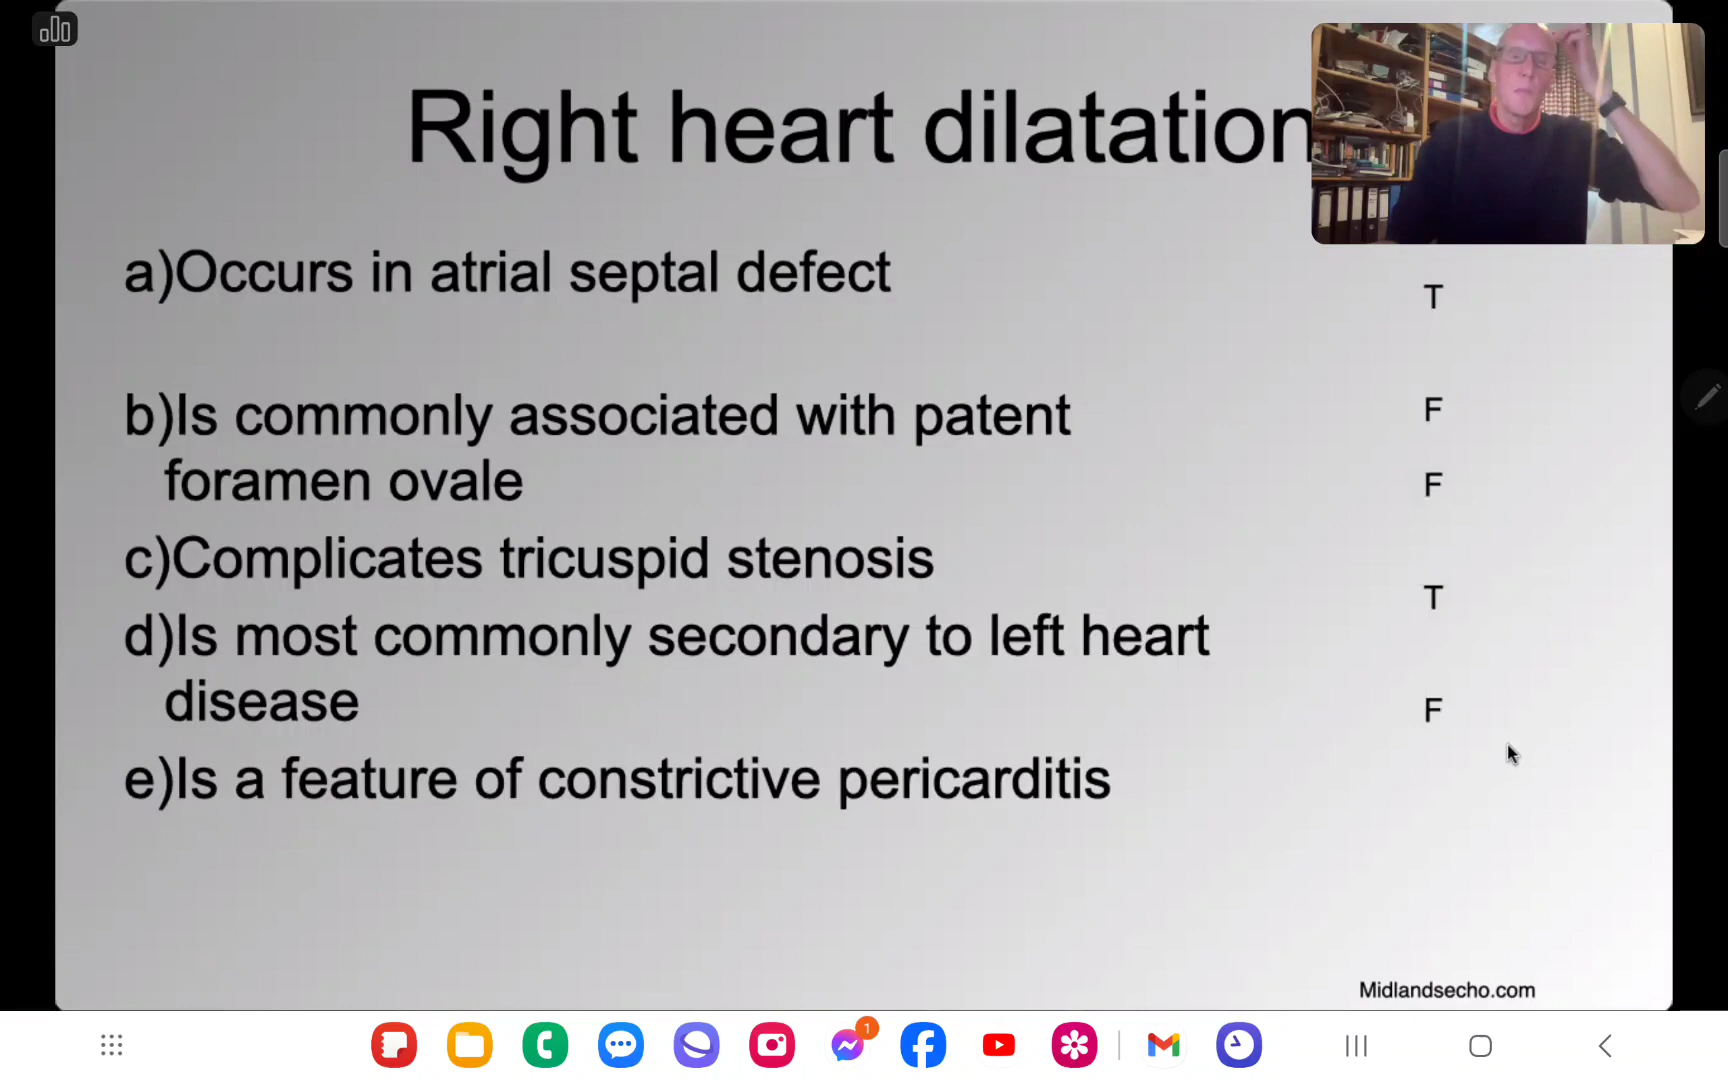 Right heart dilatation
a)Occurs in atrial septal defect
T
b)Is commonly associated with patent
F
foramen ovale
F
c)Complicates tricuspid stenosis
T
d)Is most commonly secondary to left heart
disease
F
e)Is a feature of constrictive pericarditis
Midlandsecho.com
1